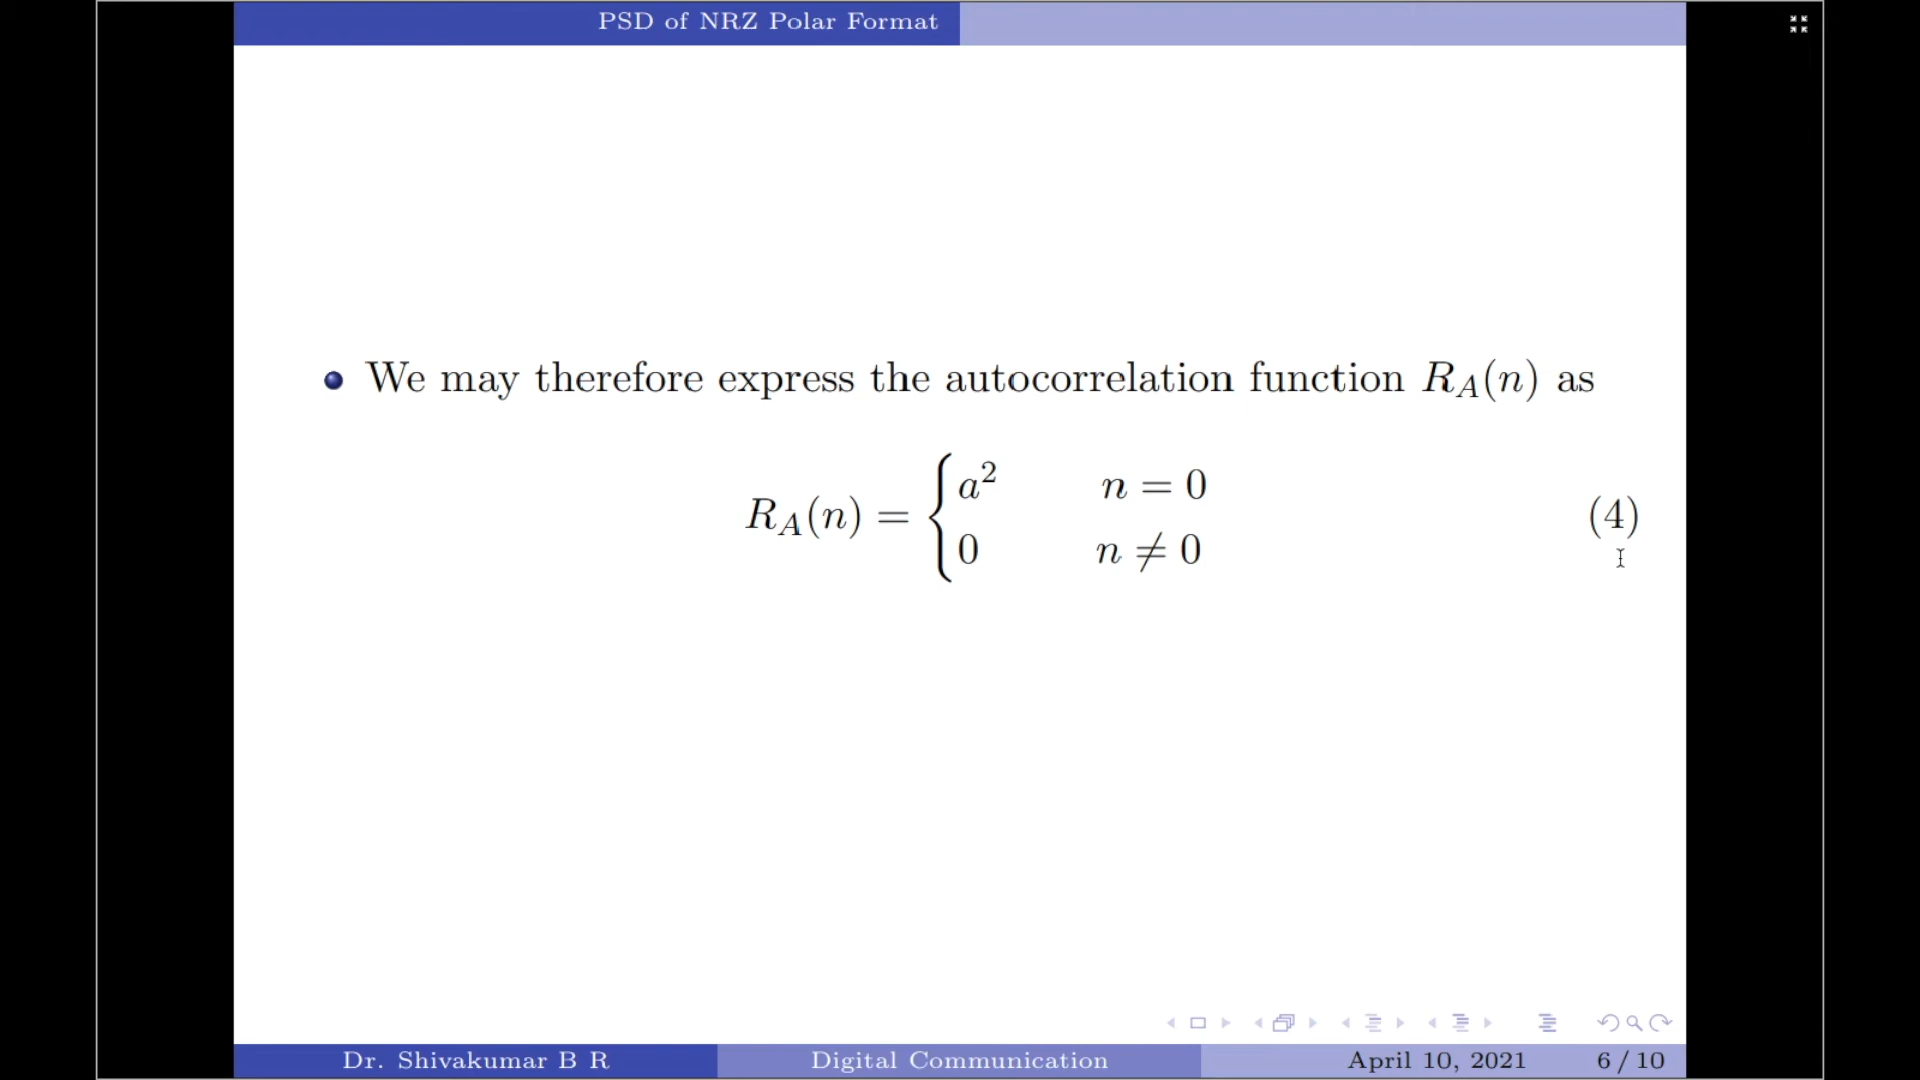 PSD of NRZ Polar Format
We may therefore express the autocorrelation function R_A(n) as
R_A(n) = { a² n = 0
0 n ≠ 0
(4)
Dr. Shivakumar B R Digital Communication April 10, 2021 6 / 10